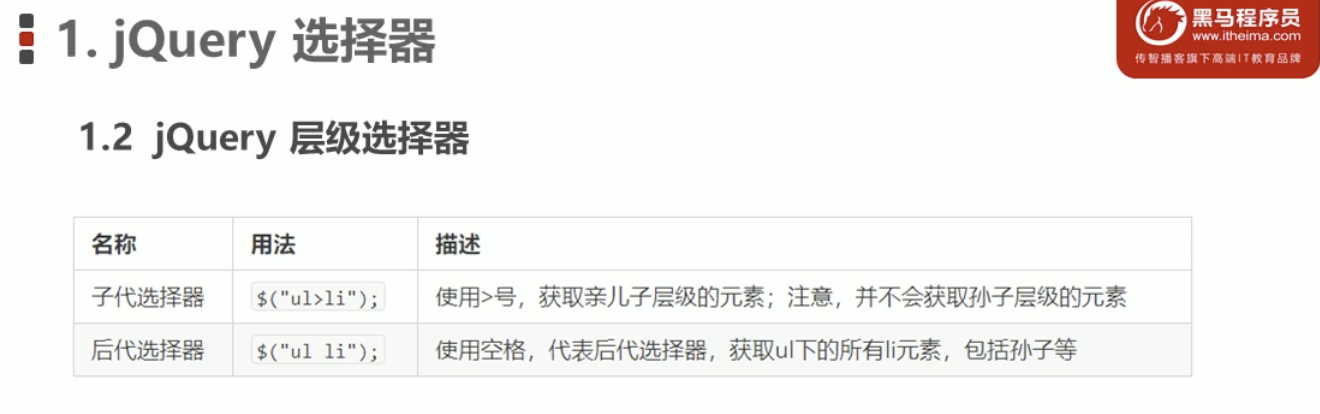 1. jQuery 选择器
黑马程序员
www.itheima.com
传智播客旗下高端IT教育品牌
1.2 jQuery 层级选择器
名称 用法 描述
子代选择器 $("ul>li"); 使用>号，获取亲儿子层级的元素；注意，并不会获取孙子层级的元素
后代选择器 $("ul li"); 使用空格，代表后代选择器，获取ul下的所有li元素，包括孙子等